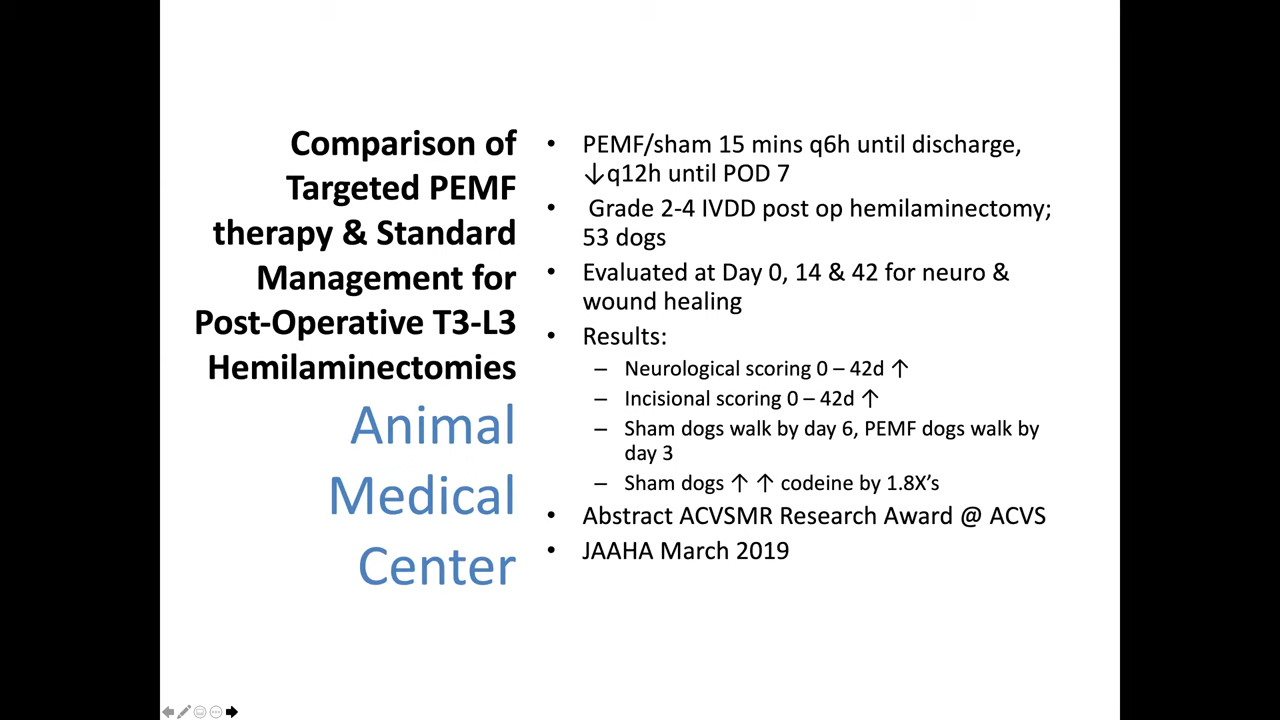 Comparison of
Targeted PEMF
therapy & Standard
Management for
Post-Operative T3-L3
Hemilaminectomies
Animal
Medical
Center
• PEMF/sham 15 mins q6h until discharge,
↓q12h until POD 7
• Grade 2-4 IVDD post op hemilaminectomy;
53 dogs
• Evaluated at Day 0, 14 & 42 for neuro &
wound healing
• Results:
– Neurological scoring 0 – 42d ↑
– Incisional scoring 0 – 42d ↑
– Sham dogs walk by day 6, PEMF dogs walk by
day 3
– Sham dogs ↑ ↑ codeine by 1.8X's
• Abstract ACVSMR Research Award @ ACVS
• JAAHA March 2019